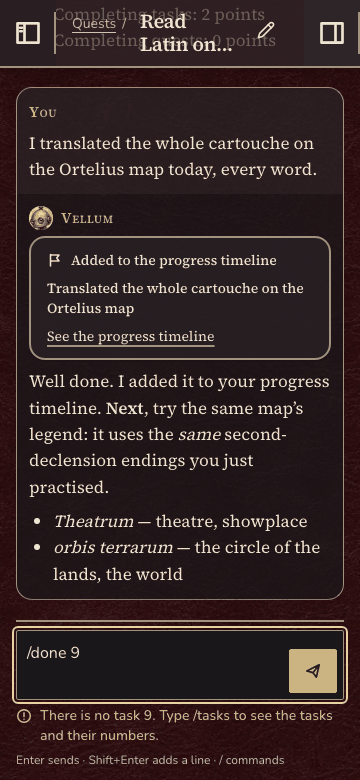 Completing tasks: 2 points
Quests / Read
Latin on…
Completing quests: 0 points
You
I translated the whole cartouche on
the Ortelius map today, every word.
Vellum
Added to the progress timeline
Translated the whole cartouche on the
Ortelius map
See the progress timeline
Well done. I added it to your progress
timeline. Next, try the same map’s
legend: it uses the same second-
declension endings you just
practised.
• Theatrum — theatre, showplace
• orbis terrarum — the circle of the
lands, the world
/done 9
There is no task 9. Type /tasks to see the tasks
and their numbers.
Enter sends · Shift+Enter adds a line · / commands